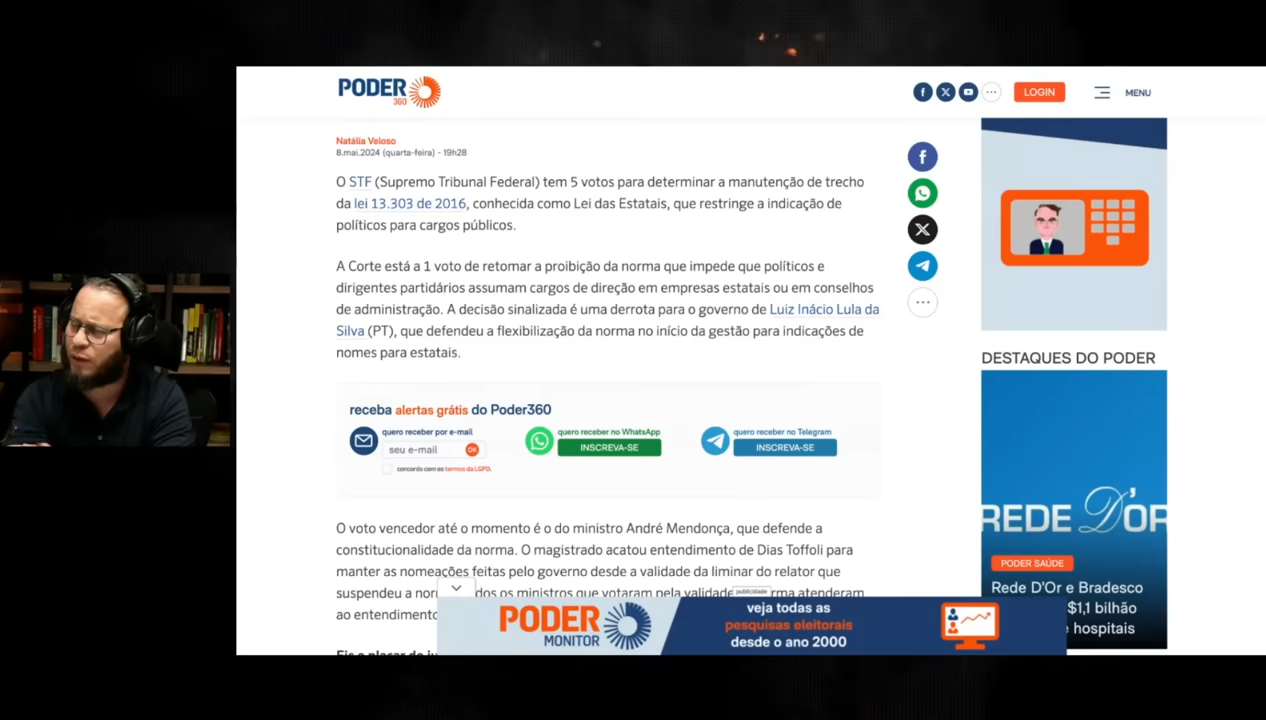 PODER
360
LOGIN
MENU
Natália Veloso
8.mai.2024 (quarta-feira) - 19h28
O STF (Supremo Tribunal Federal) tem 5 votos para determinar a manutenção de trecho
da lei 13.303 de 2016, conhecida como Lei das Estatais, que restringe a indicação de
políticos para cargos públicos.
A Corte está a 1 voto de retomar a proibição da norma que impede que políticos e
dirigentes partidários assumam cargos de direção em empresas estatais ou em conselhos
de administração. A decisão sinalizada é uma derrota para o governo de Luiz Inácio Lula da
Silva (PT), que defendeu a flexibilização da norma no início da gestão para indicações de
nomes para estatais.
receba alertas grátis do Poder360
quero receber por e-mail
seu e-mail
OK
concordo com os termos da LGPD.
quero receber no WhatsApp
INSCREVA-SE
quero receber no Telegram
INSCREVA-SE
O voto vencedor até o momento é o do ministro André Mendonça, que defende a
constitucionalidade da norma. O magistrado acatou entendimento de Dias Toffoli para
manter as nomeações feitas pelo governo desde a validade da liminar do relator que
suspendeu a nor dos os ministros que votaram pela validade rma atenderam
ao entendimento
publicidade
PODER
MONITOR
veja todas as
pesquisas eleitorais
desde o ano 2000
DESTAQUES DO PODER
REDE D'OR
PODER SAÚDE
Rede D'Or e Bradesco
$1,1 bilhão
hospitais